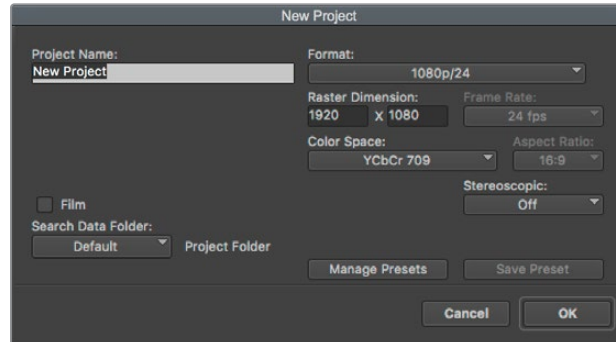 New Project
Project Name:
New Project
Format:
1080p/24
Raster Dimension:
Frame Rate:
1920 x 1080
24 fps
Color Space:
Aspect Ratio:
YCbCr 709
16:9
Stereoscopic:
Film
Off
Search Data Folder:
Default
Project Folder
Manage Presets
Save Preset
Cancel
OK